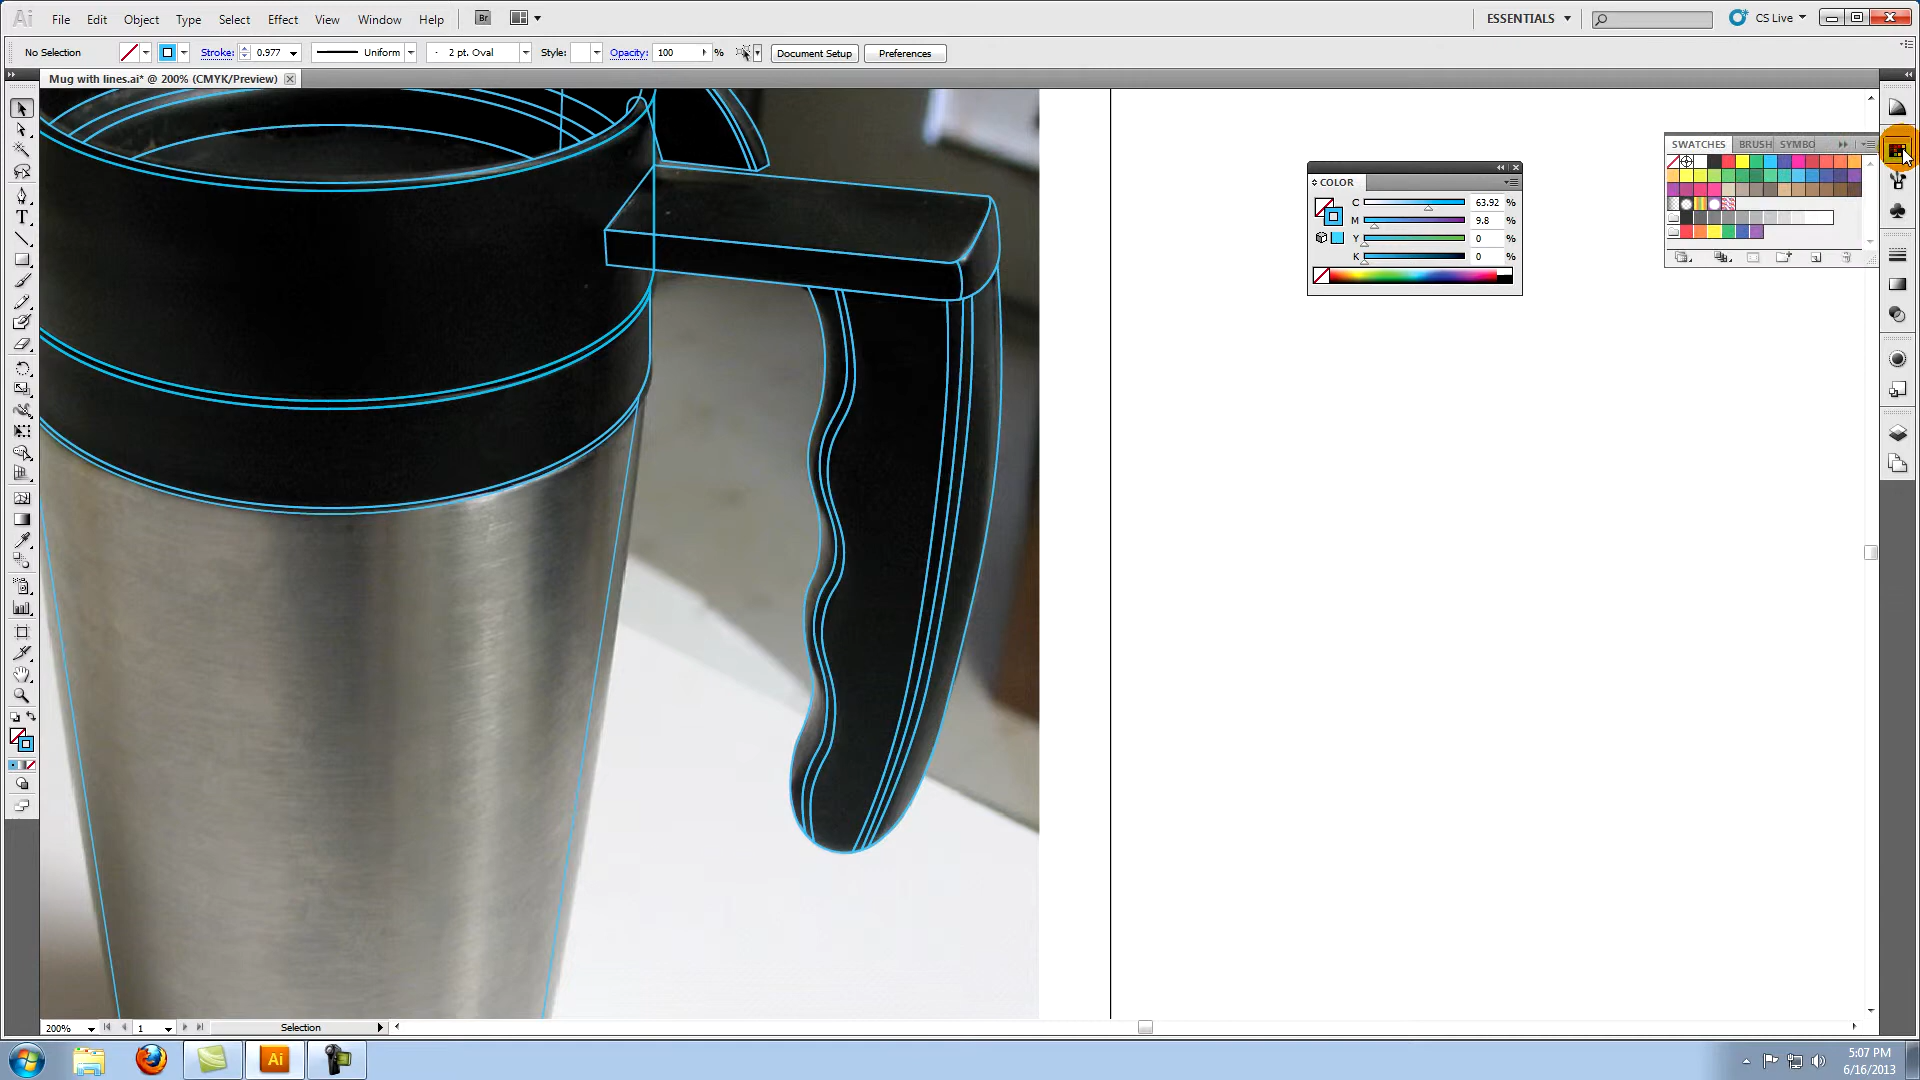 Ai File Edit Object Type Select Effect View Window Help Br ESSENTIALS CS Live
No Selection Stroke: 0.977 Uniform 2 pt. Oval Style: Opacity: 100 % Document Setup Preferences
Mug with lines.ai* @ 200% (CMYK/Preview)
SWATCHES BRUSH SYMBO
COLOR
C 63.92 %
M 9.8 %
Y 0 %
K 0 %
200% 1 Selection
Ai
5:07 PM
6/16/2013